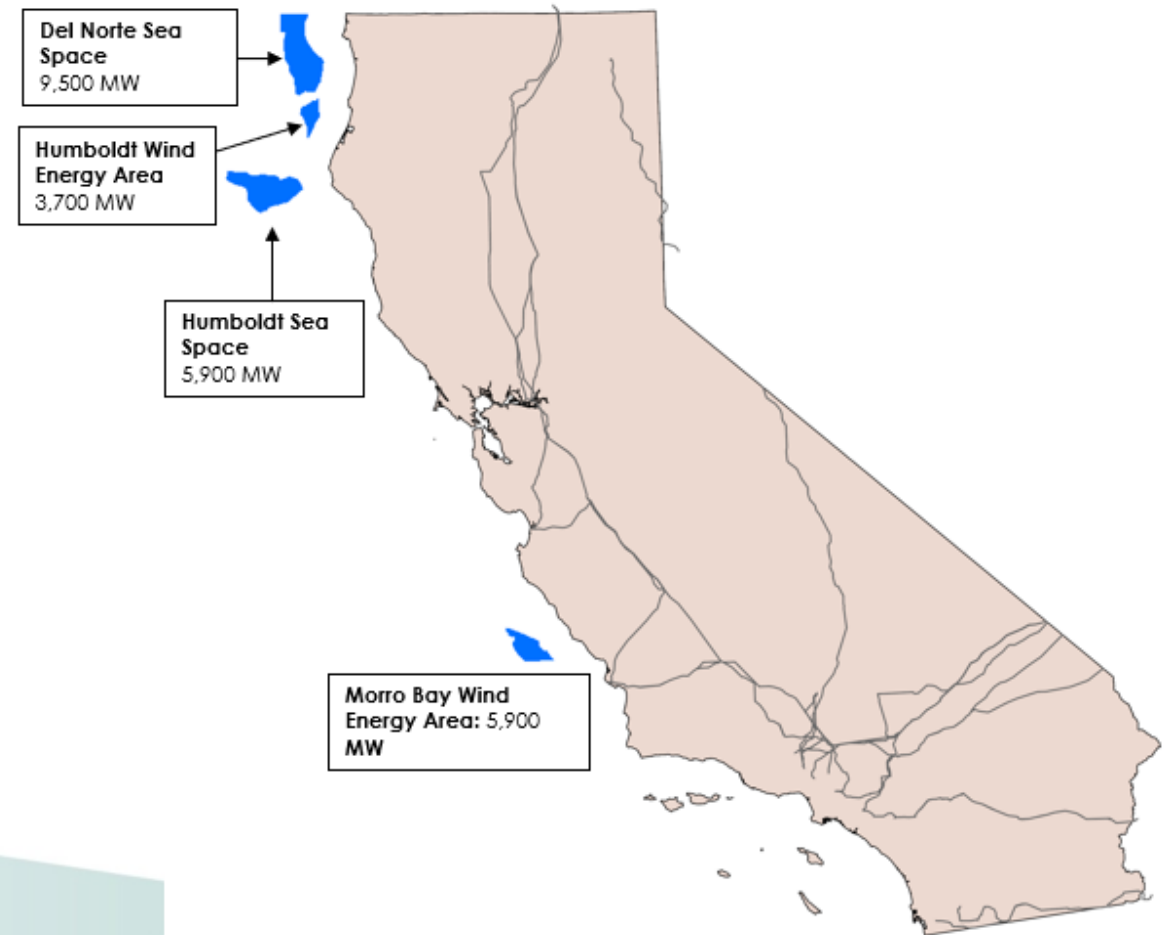 Del Norte Sea
Space
9,500 MW
Humboldt Wind
Energy Area
3,700 MW
Humboldt Sea
Space
5,900 MW
Morro Bay Wind
Energy Area: 5,900
MW